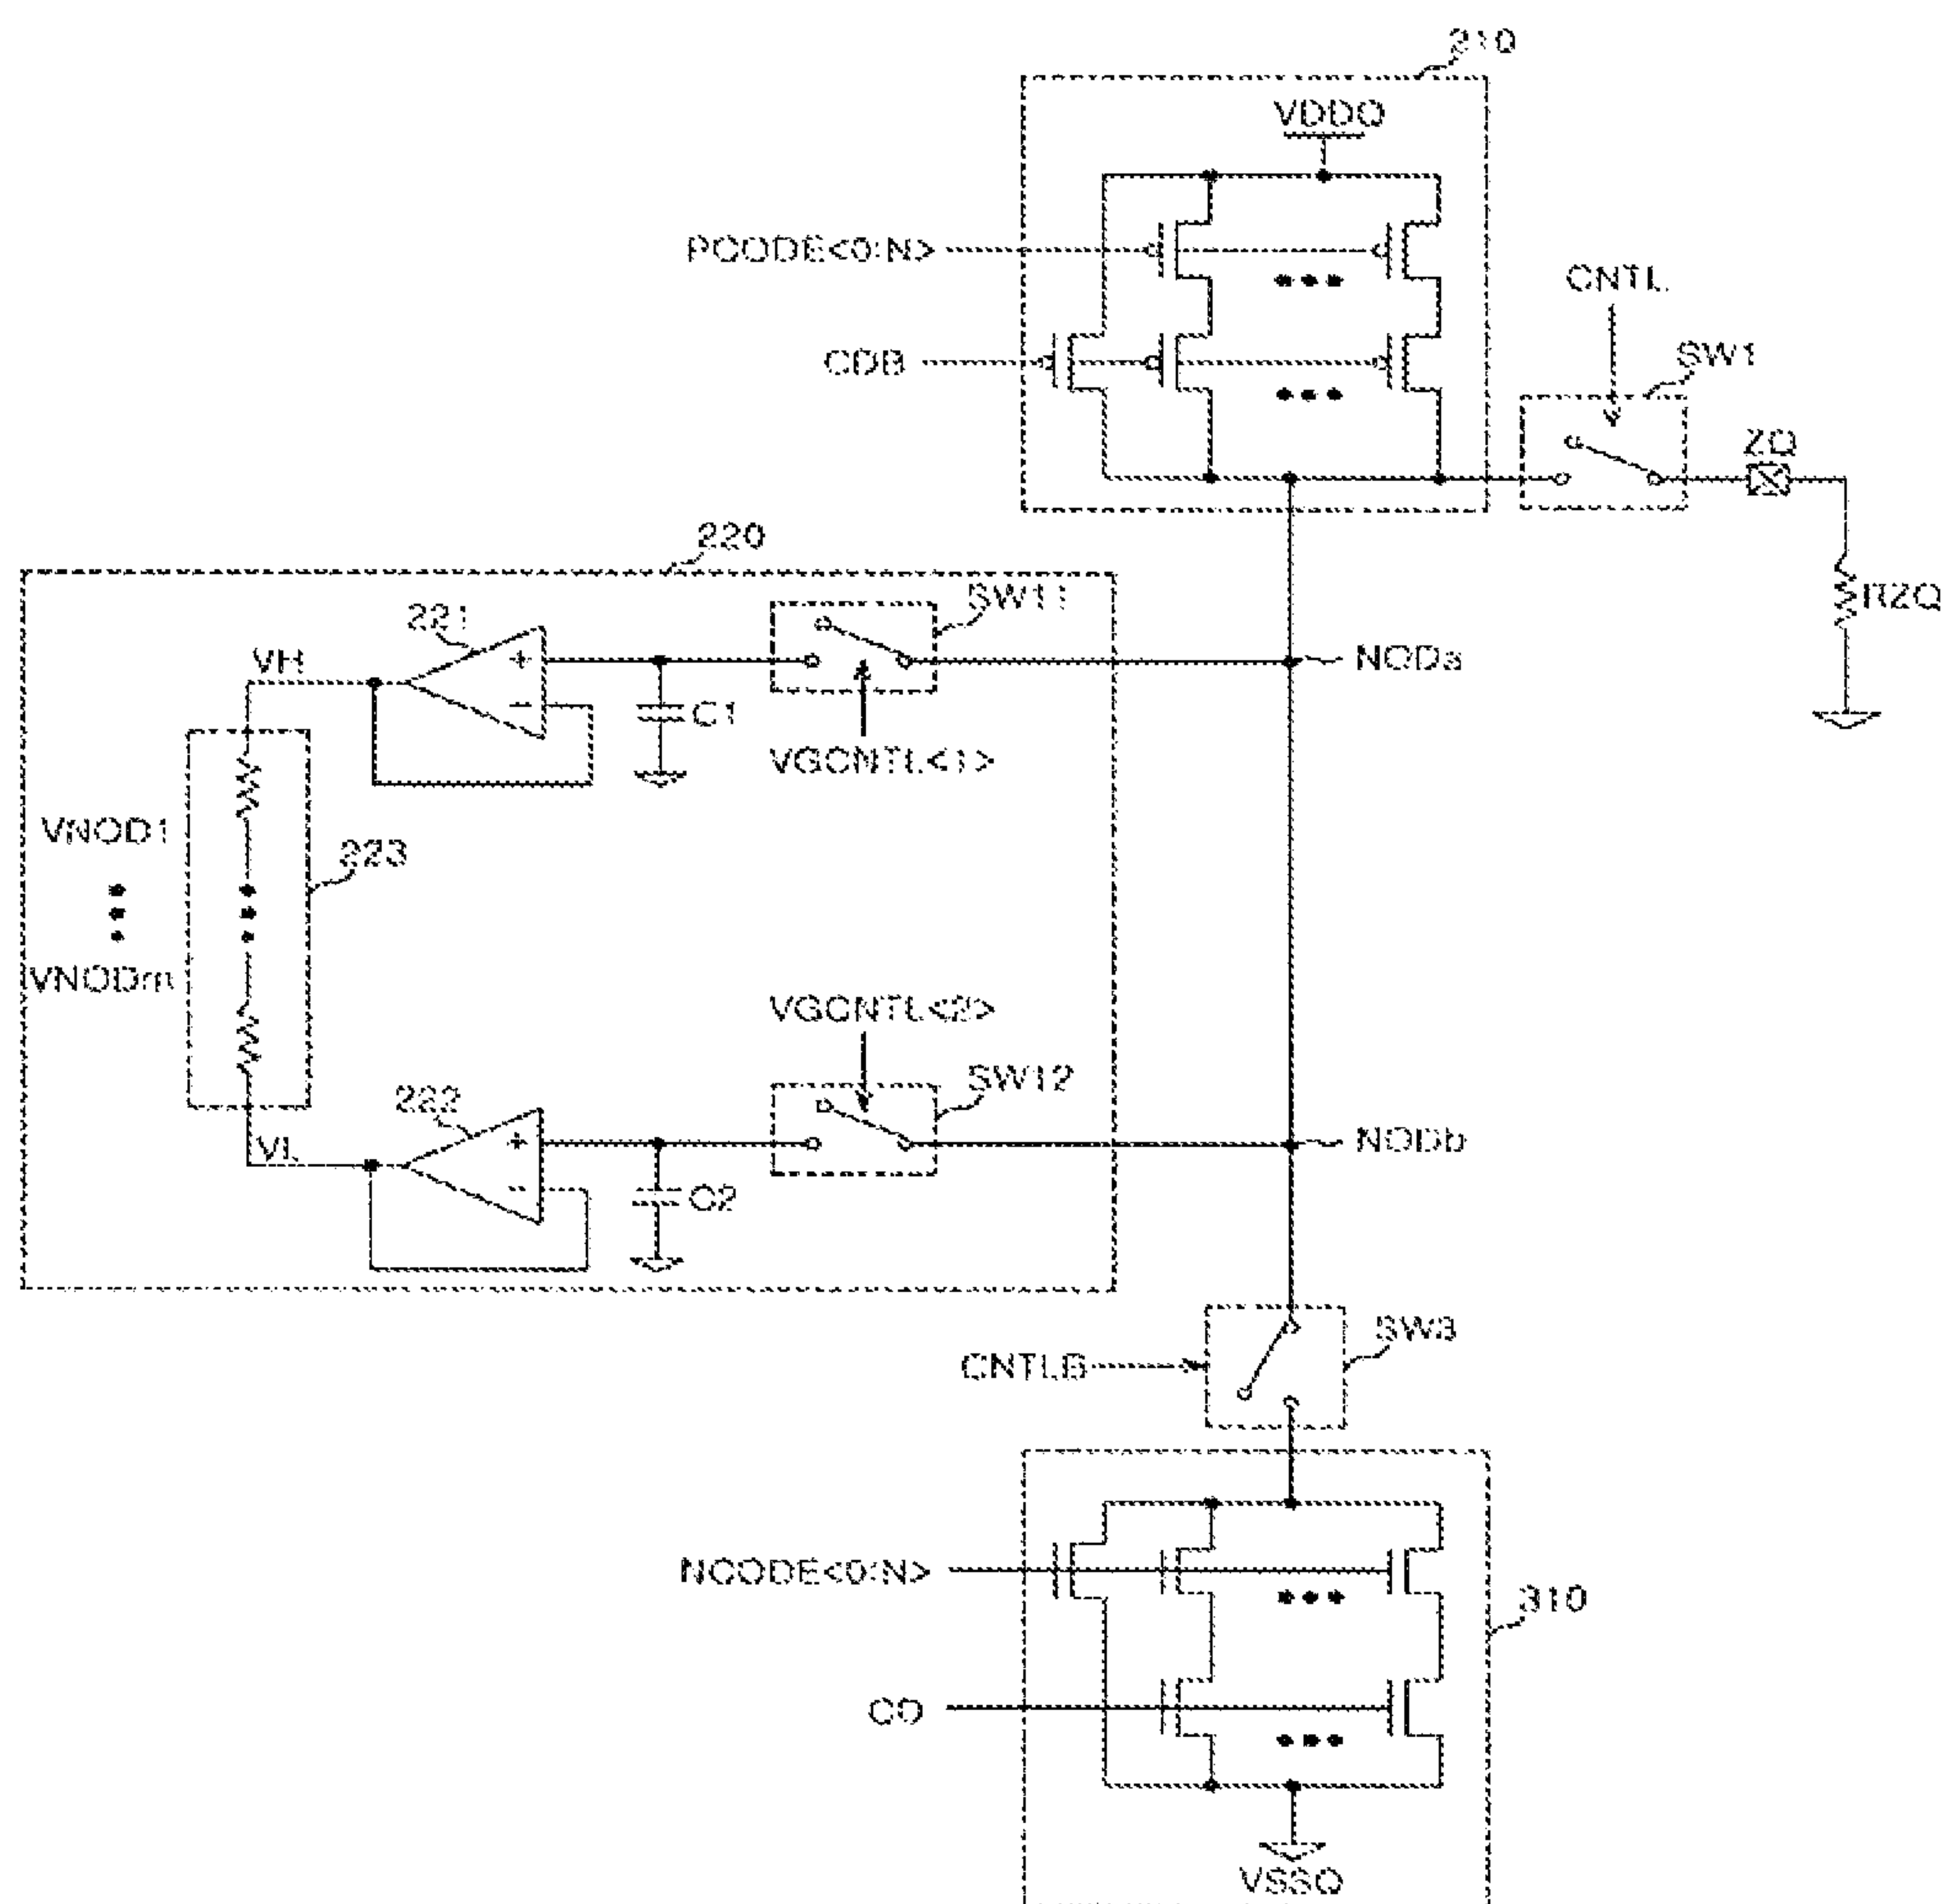 210
VDDQ
PCODE<0:N>
CNTL
CDB
SW1
ZQ
220
RZQ
221
SW11
VH
+
NODa
-
C1
VGCNTL<1>
VNOD1
223
VNODm
VGCNTL<2>
222
SW12
+
NODb
VL
-
C2
SW3
CNTLB
NCODE<0:N>
310
CD
VSSQ